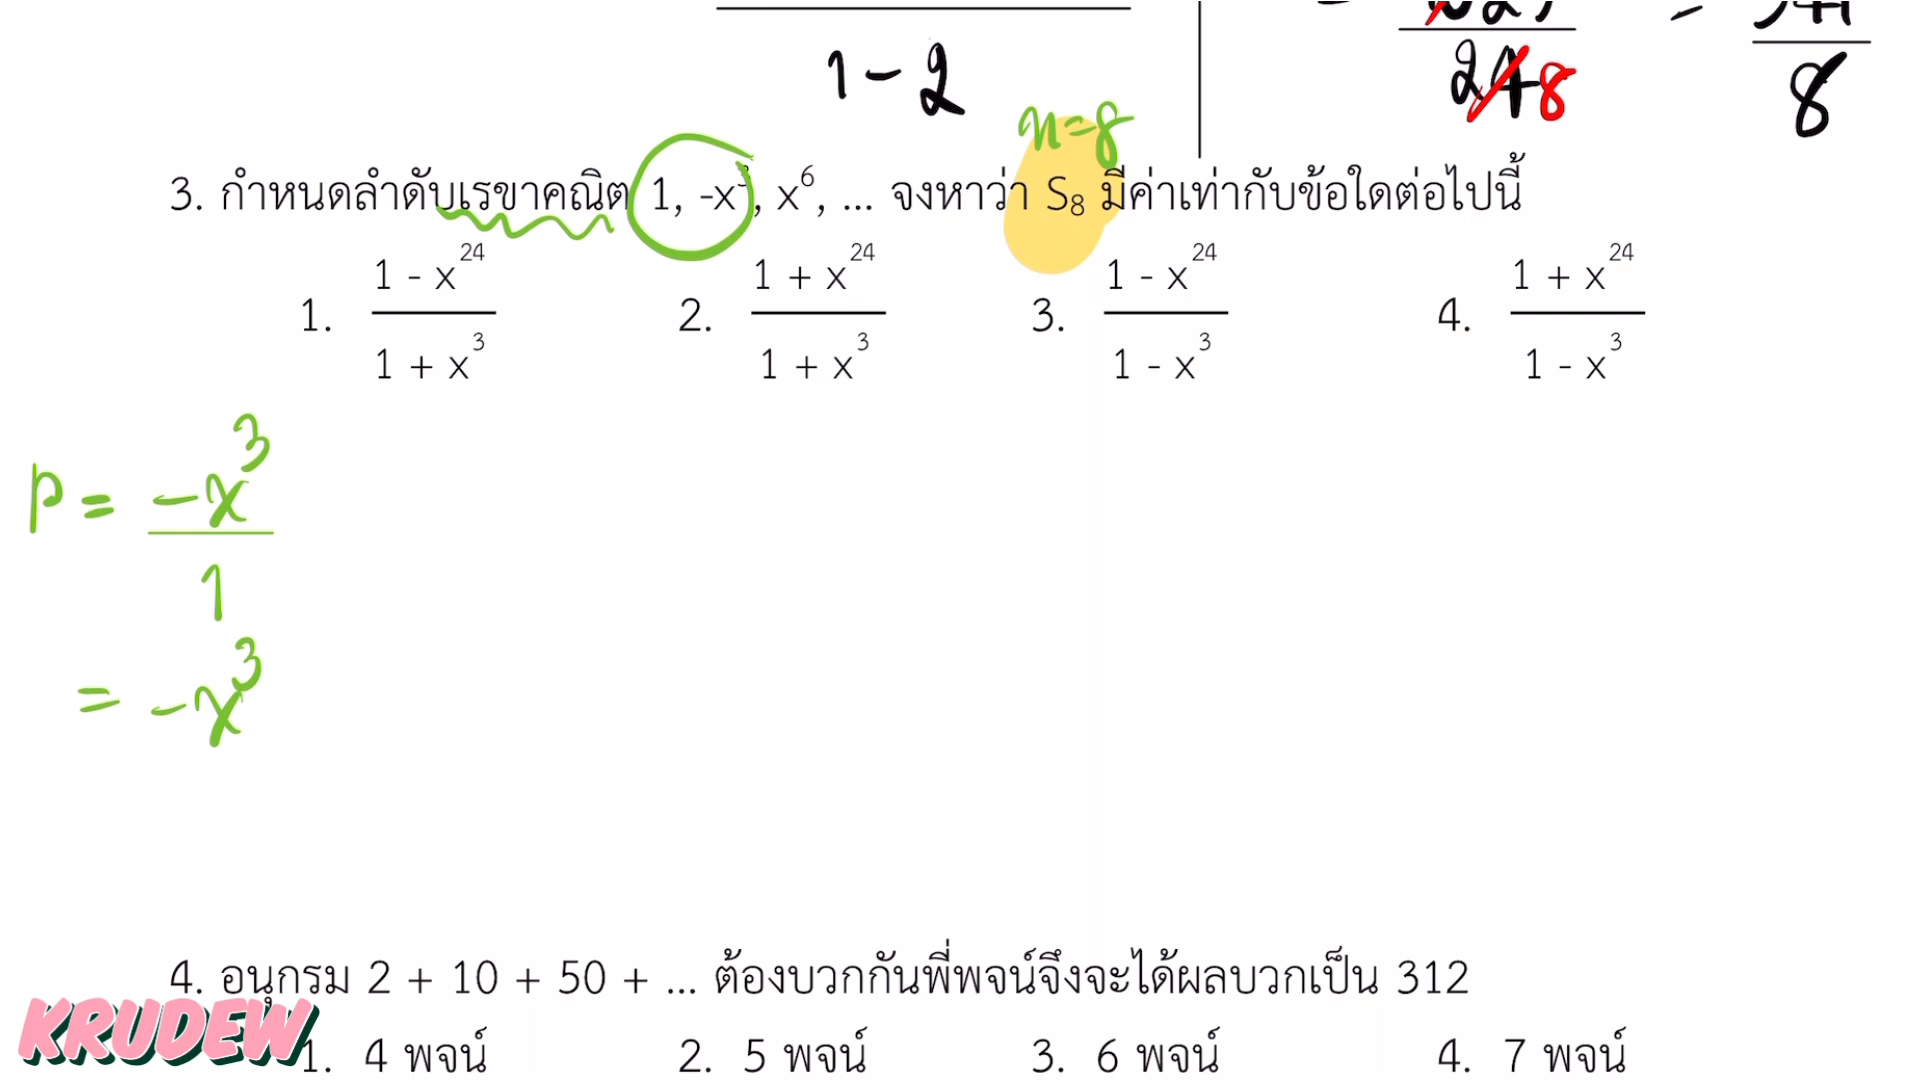 1 - 2
248
8
n=8
3. กำหนดลำดับเรขาคณิต 1, -x³, x⁶, ... จงหาว่า S₈ มีค่าเท่ากับข้อใดต่อไปนี้
1. (1 - x²⁴)/(1 + x³) 2. (1 + x²⁴)/(1 + x³) 3. (1 - x²⁴)/(1 - x³) 4. (1 + x²⁴)/(1 - x³)
r = -x³/1
= -x³
4. อนุกรม 2 + 10 + 50 + ... ต้องบวกกันพี่พจน์จึงจะได้ผลบวกเป็น 312
KRUDEW
1. 4 พจน์ 2. 5 พจน์ 3. 6 พจน์ 4. 7 พจน์